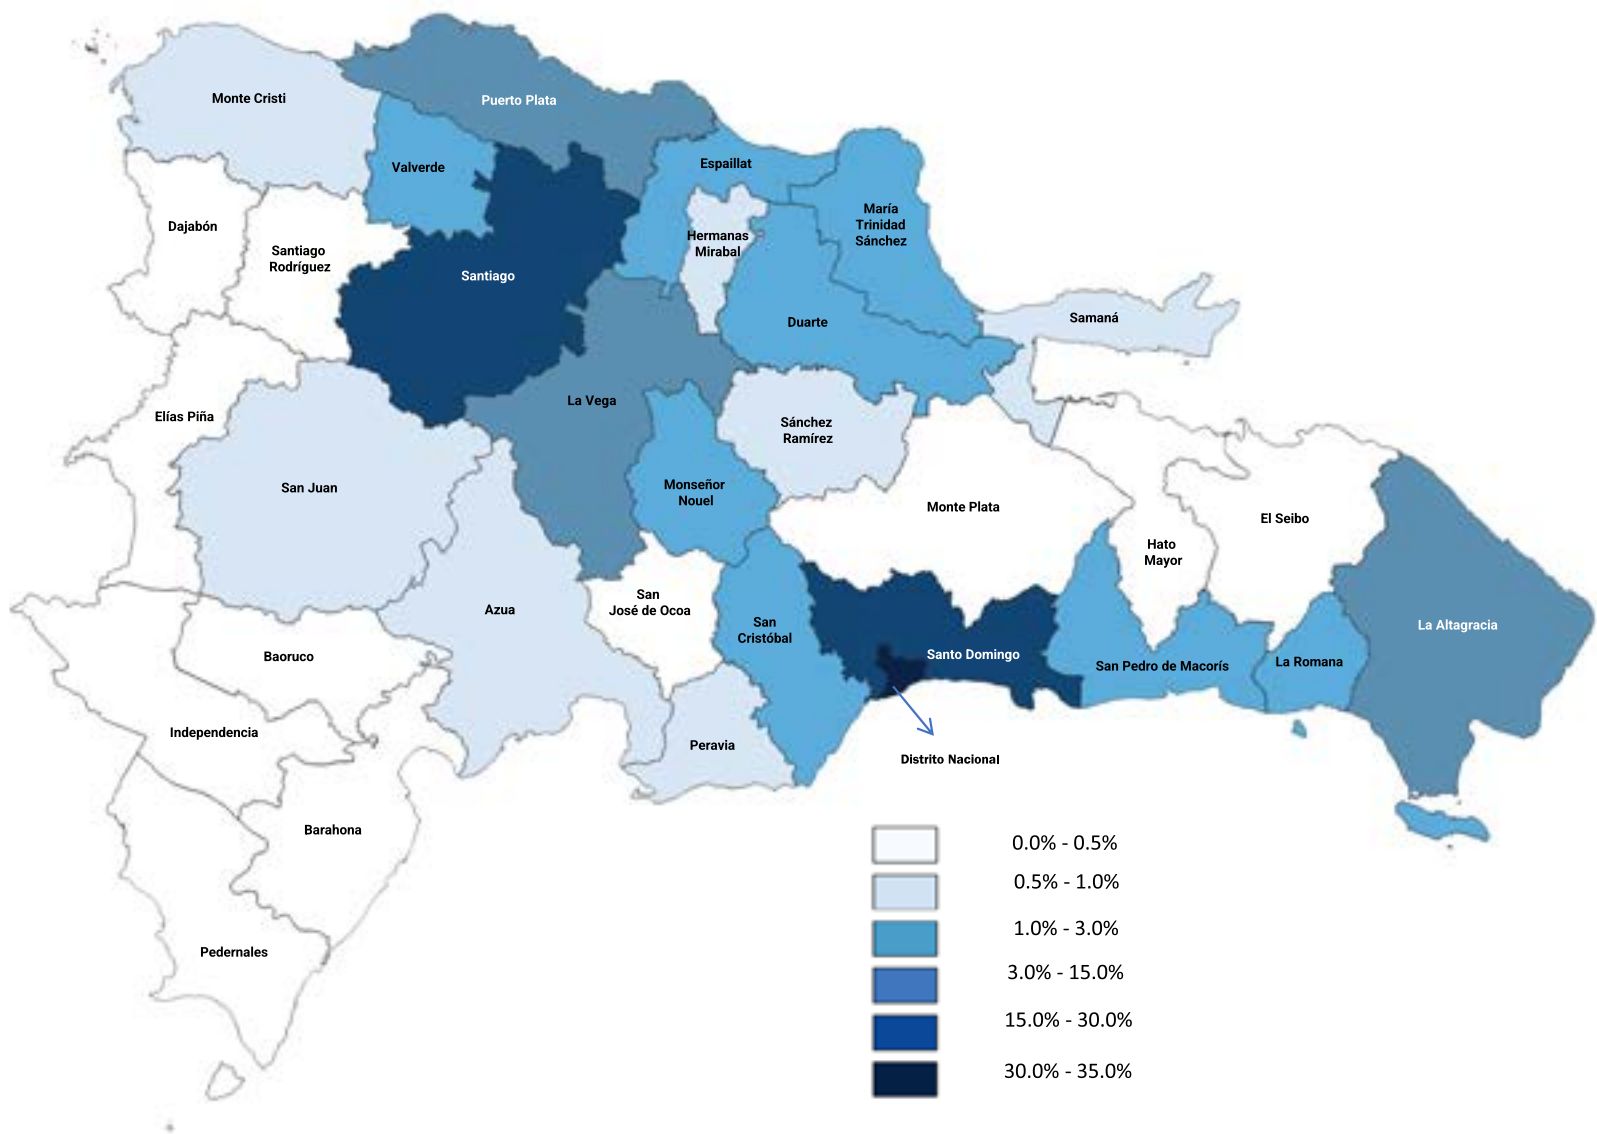 Monte Cristi
Puerto Plata
Valverde
Espaillat
Dajabón
Santiago
Rodríguez
Santiago
Hermanas
Mirabal
María
Trinidad
Sánchez
Duarte
Samaná
Elías Piña
La Vega
Sánchez
Ramírez
San Juan
Monseñor
Nouel
Monte Plata
El Seibo
Hato
Mayor
Azua
San
José de Ocoa
San
Cristóbal
Santo Domingo
San Pedro de Macorís
La Romana
La Altagracia
Baoruco
Independencia
Peravia
Distrito Nacional
Barahona
Pedernales
0.0% - 0.5%
0.5% - 1.0%
1.0% - 3.0%
3.0% - 15.0%
15.0% - 30.0%
30.0% - 35.0%